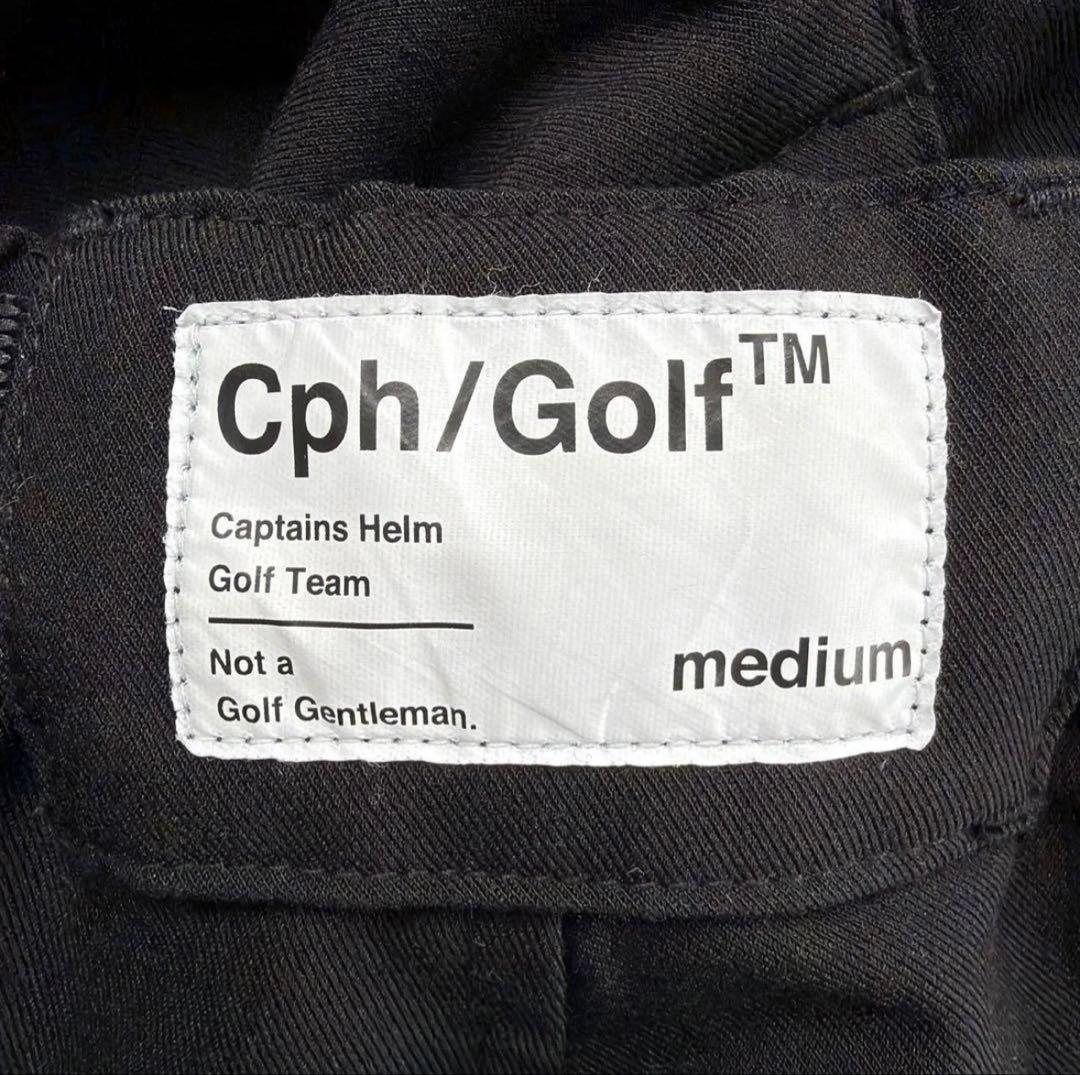 Cph/Golf™
Captains Helm
Golf Team
Not a
Golf Gentleman.
medium